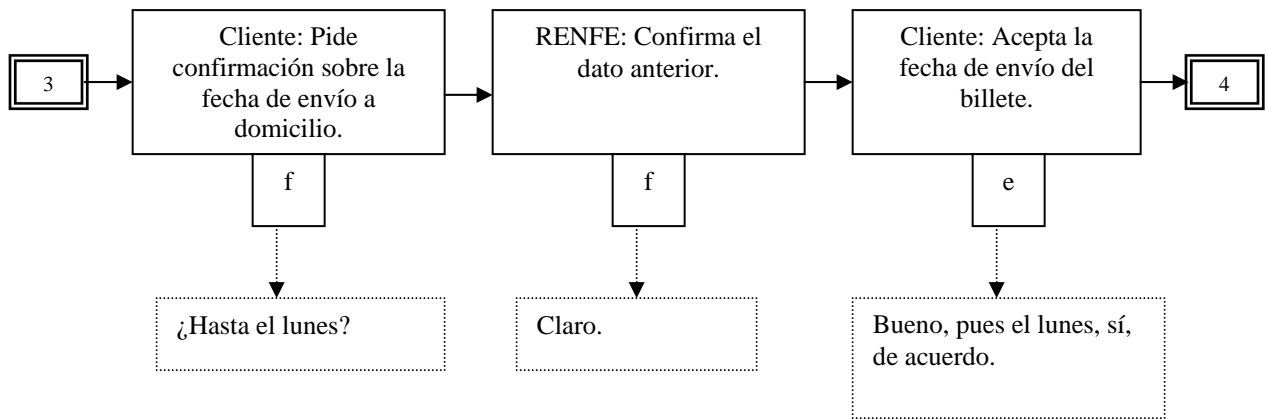 3
Cliente: Pide
confirmación sobre la
fecha de envío a
domicilio.
RENFE: Confirma el
dato anterior.
Cliente: Acepta la
fecha de envío del
billete.
4
f
f
e
¿Hasta el lunes?
Claro.
Bueno, pues el lunes, sí,
de acuerdo.